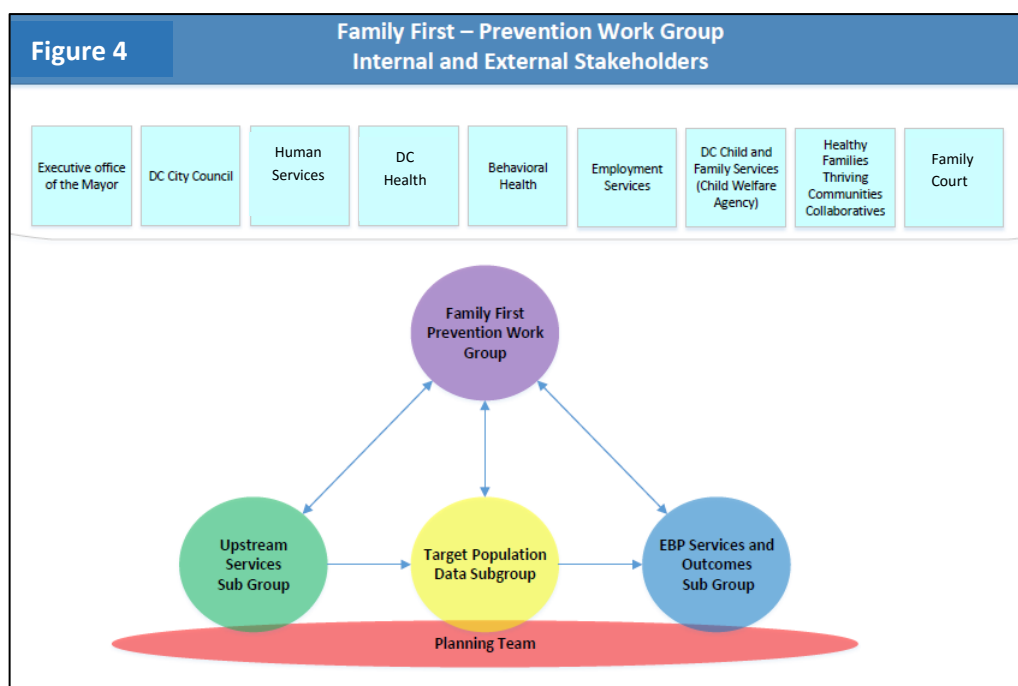 Figure 4
Family First – Prevention Work Group
Internal and External Stakeholders
Executive office
of the Mayor
DC City Council
Human
Services
DC
Health
Behavioral
Health
Employment
Services
DC Child and
Family Services
(Child Welfare
Agency)
Healthy
Families
Thriving
Communities
Collaboratives
Family
Court
Family First
Prevention Work
Group
Upstream
Services
Sub Group
Target Population
Data Subgroup
EBP Services and
Outcomes
Sub Group
Planning Team